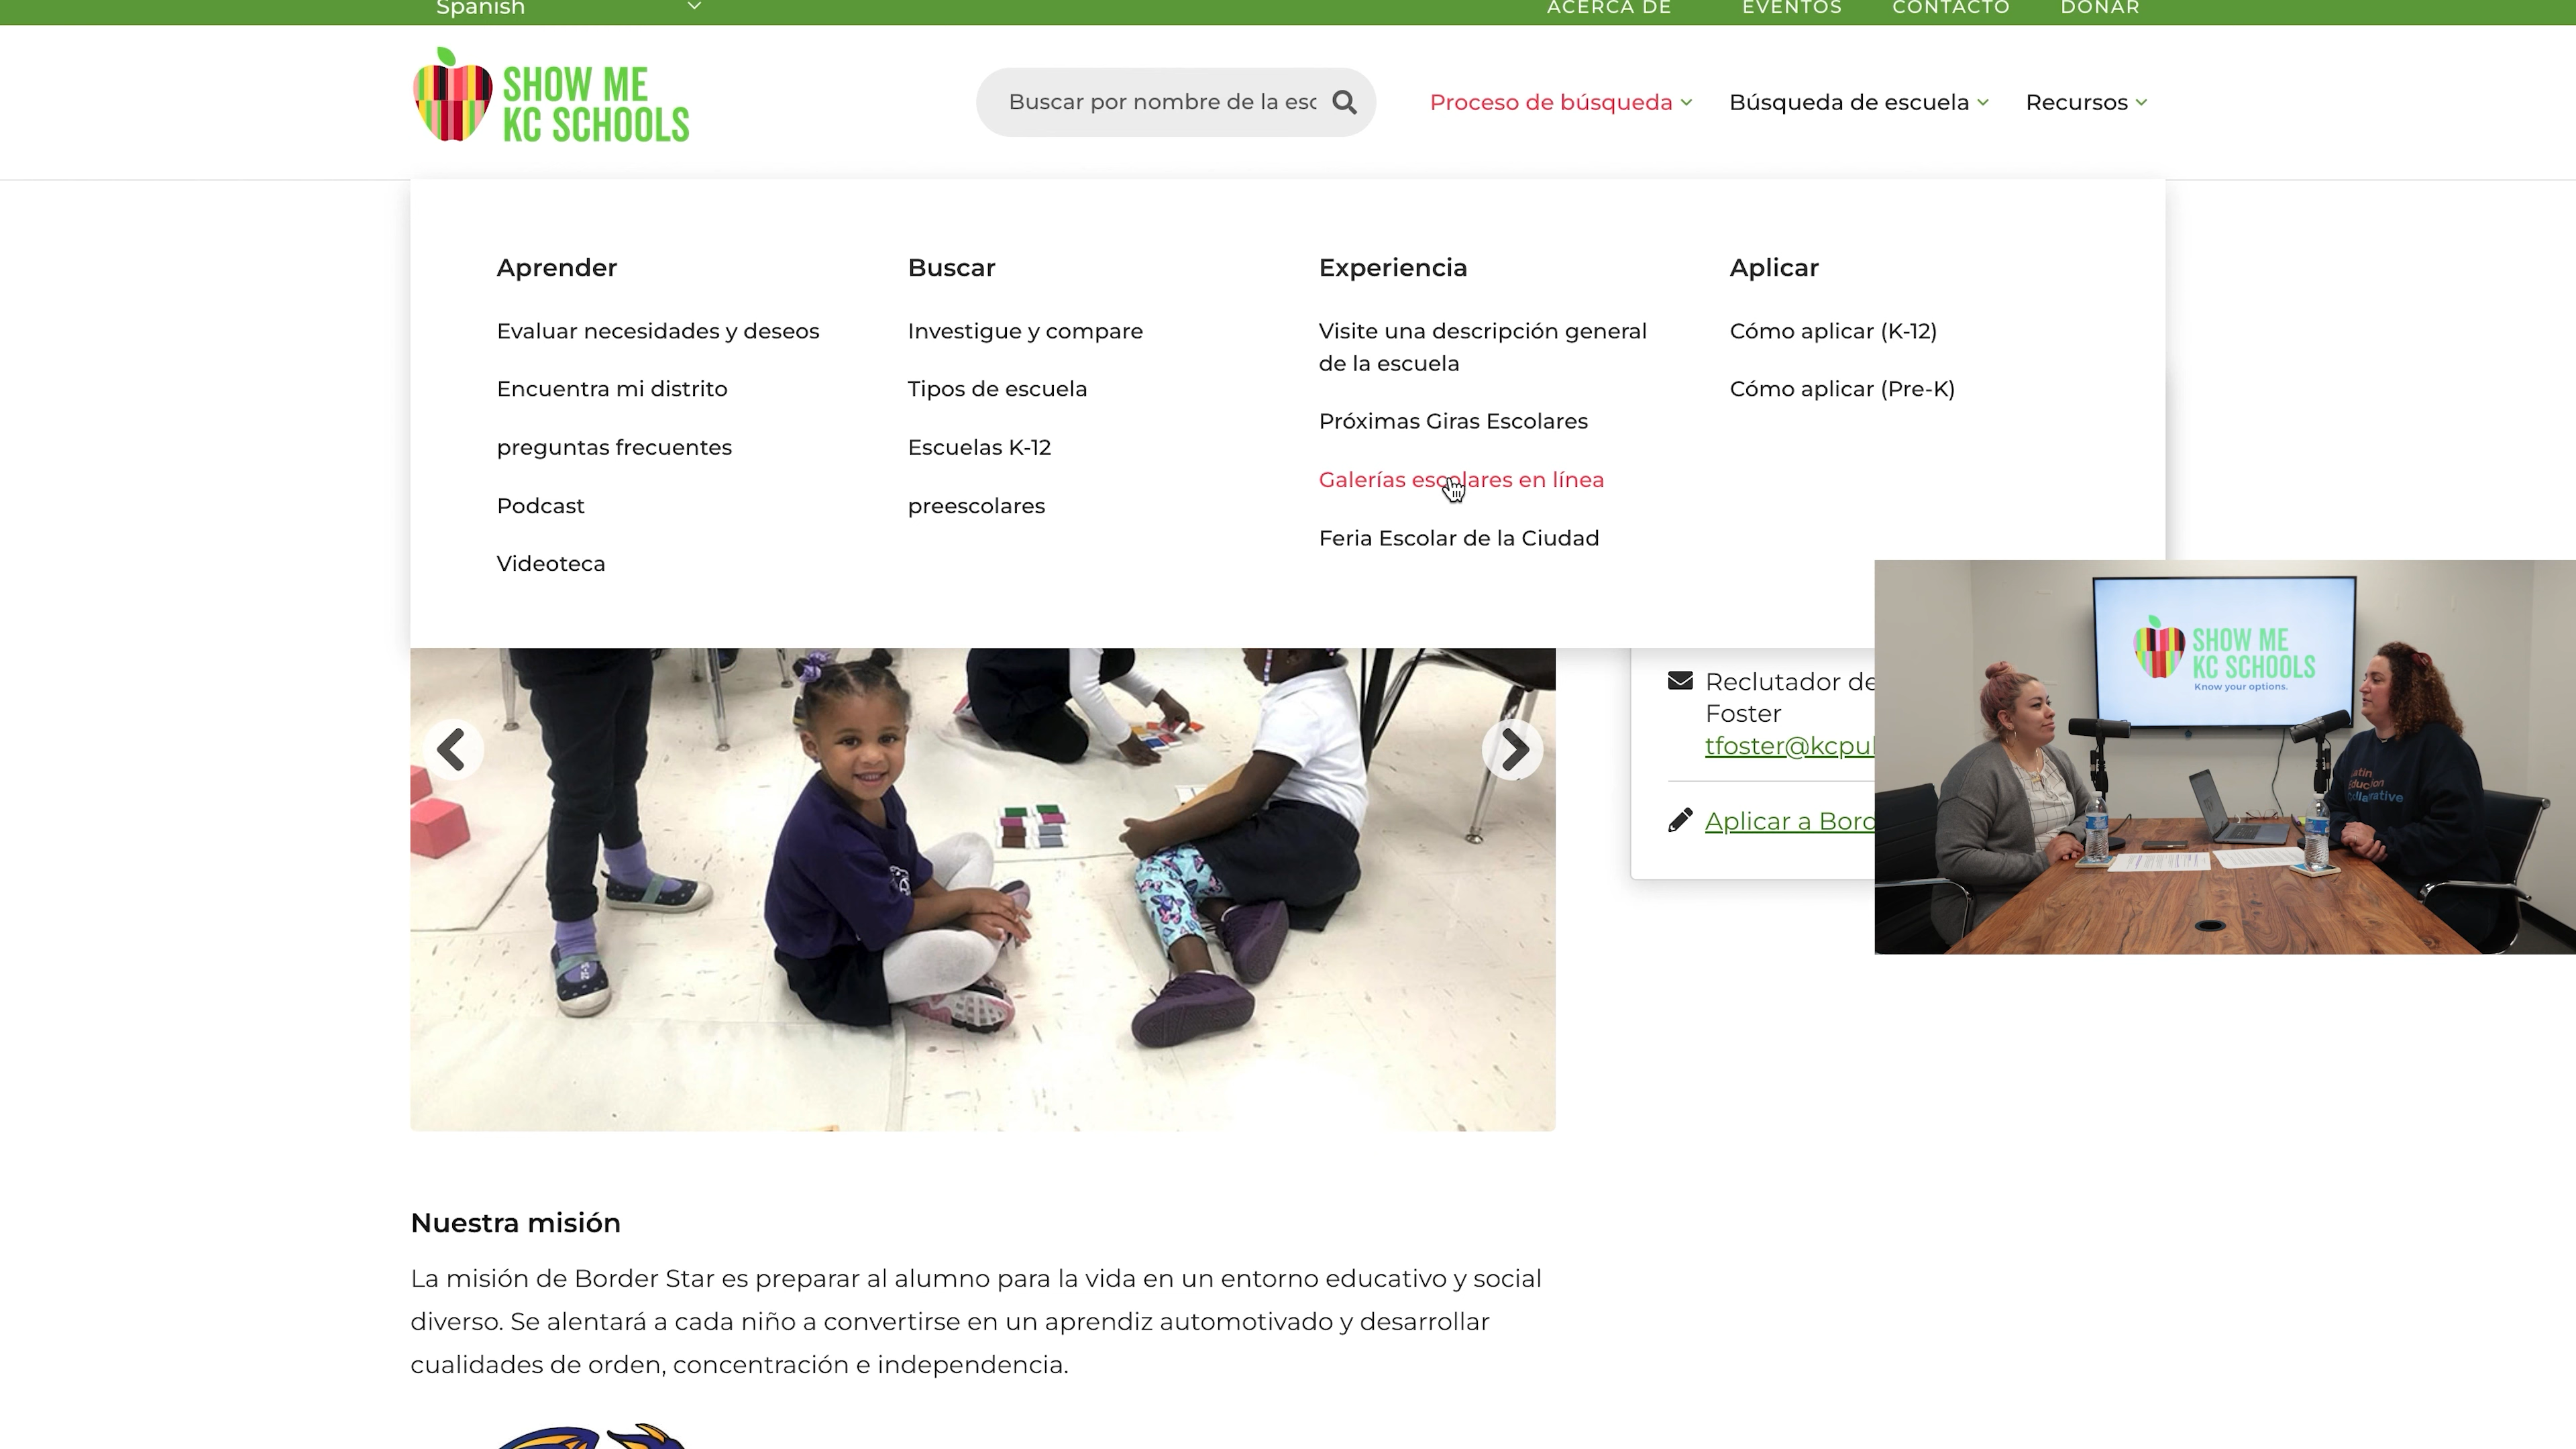 Spanish
ACERCA DE
EVENTOS
CONTACTO
DONAR
SHOW ME
KC SCHOOLS
Buscar por nombre de la esc
Proceso de búsqueda
Búsqueda de escuela
Recursos
Aprender
Evaluar necesidades y deseos
Encuentra mi distrito
preguntas frecuentes
Podcast
Videoteca
Buscar
Investigue y compare
Tipos de escuela
Escuelas K-12
preescolares
Experiencia
Visite una descripción general
de la escuela
Próximas Giras Escolares
Galerías escolares en línea
Feria Escolar de la Ciudad
Aplicar
Cómo aplicar (K-12)
Cómo aplicar (Pre-K)
Reclutador de
Foster
tfoster@kcpu
Aplicar a Bord
SHOW ME
KC SCHOOLS
Know your options.
Nuestra misión
La misión de Border Star es preparar al alumno para la vida en un entorno educativo y social
diverso. Se alentará a cada niño a convertirse en un aprendiz automotivado y desarrollar
cualidades de orden, concentración e independencia.